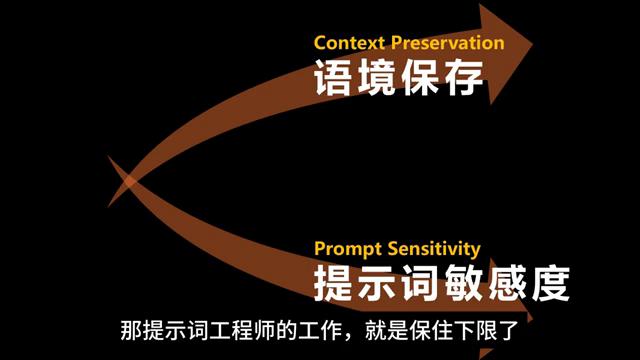 Context Preservation
语境保存
Prompt Sensitivity
提示词敏感度
那提示词工程师的工作，就是保住下限了